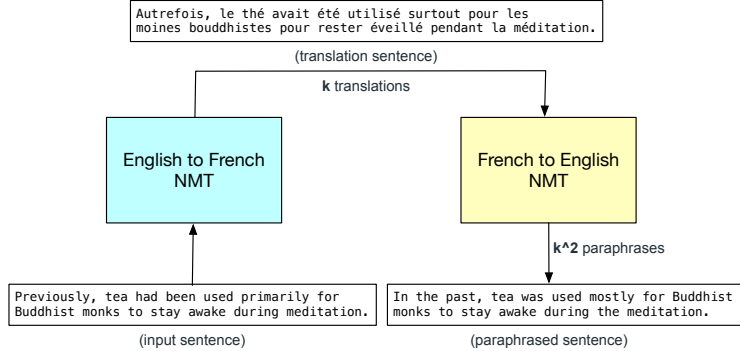 Autrefois, le thé avait été utilisé surtout pour les
moines bouddhistes pour rester éveillé pendant la méditation.
(translation sentence)
k translations
English to French
NMT
French to English
NMT
k^2 paraphrases
Previously, tea had been used primarily for
Buddhist monks to stay awake during meditation.
(input sentence)
In the past, tea was used mostly for Buddhist
monks to stay awake during the meditation.
(paraphrased sentence)